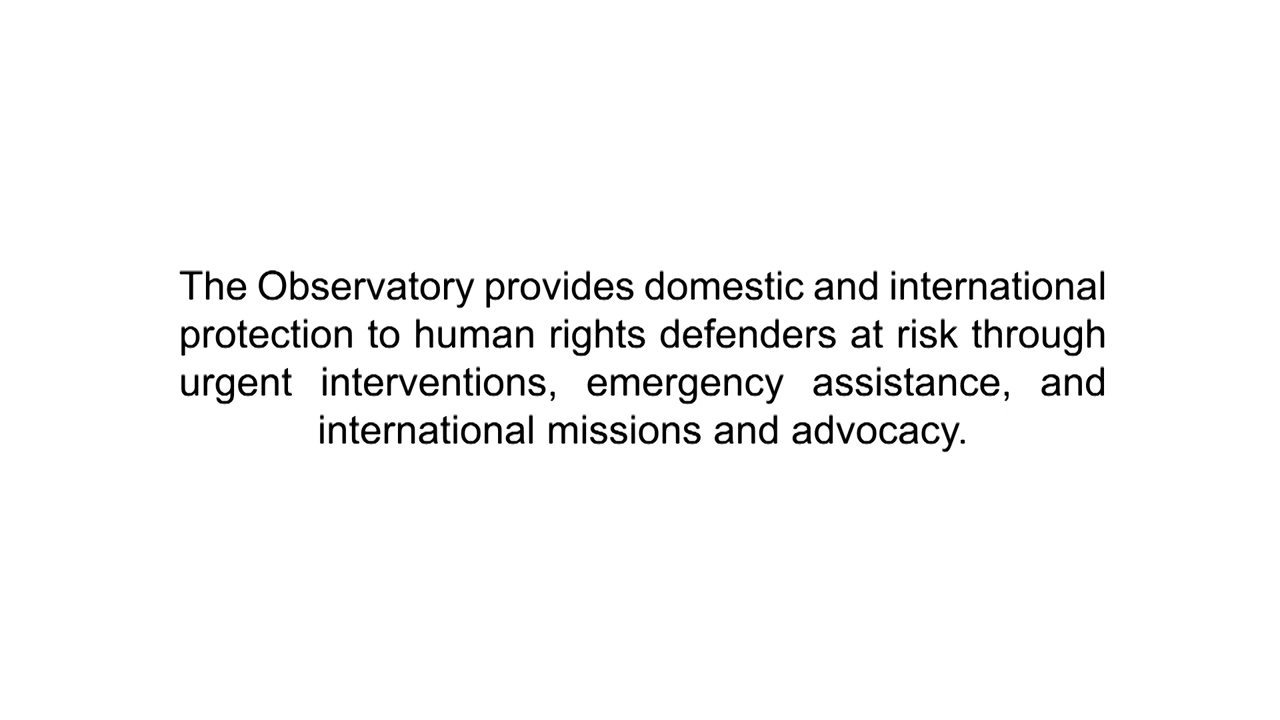 The Observatory provides domestic and international
protection to human rights defenders at risk through
urgent interventions, emergency assistance, and
international missions and advocacy.